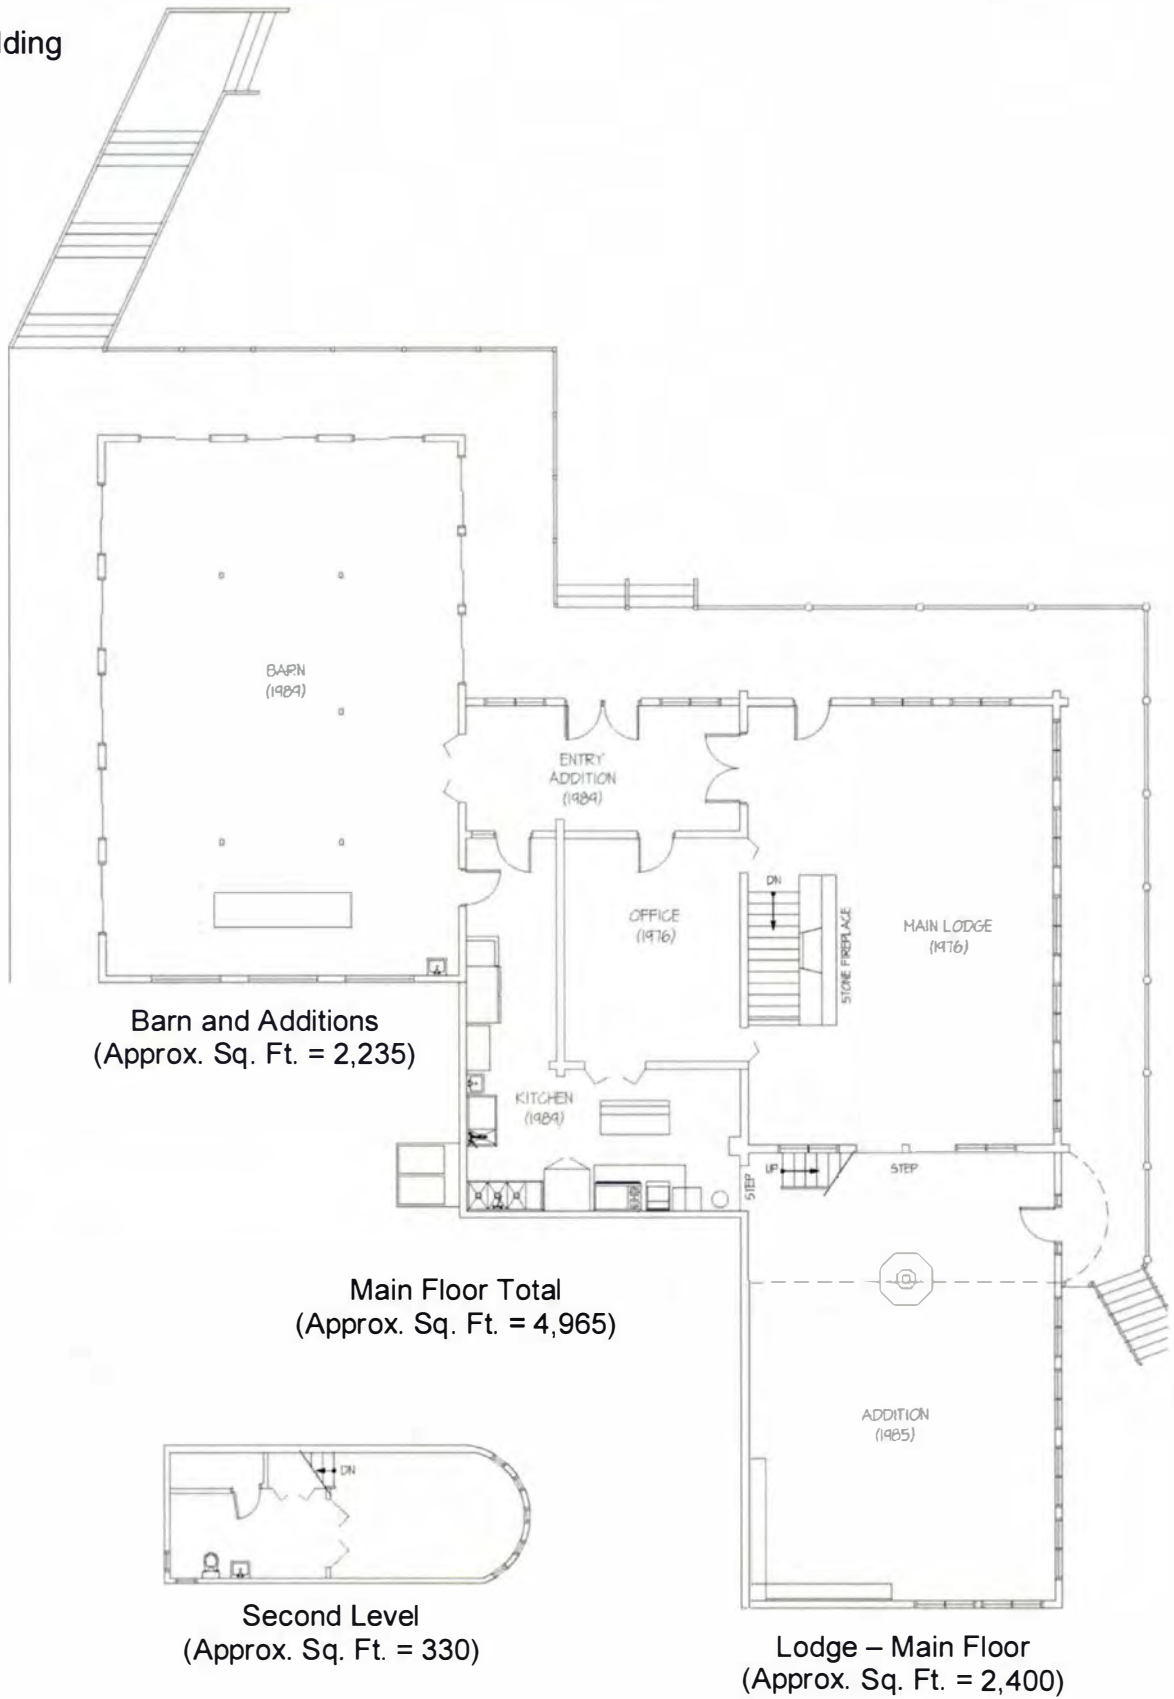 lding
BARN
(1989)
ENTRY
ADDITION
(1989)
DN
OFFICE
(1976)
STONE FIREPLACE
MAIN LODGE
(1976)
Barn and Additions
(Approx. Sq. Ft. = 2,235)
KITCHEN
(1989)
STEP
UP
STEP
Main Floor Total
(Approx. Sq. Ft. = 4,965)
ADDITION
(1985)
DN
Second Level
(Approx. Sq. Ft. = 330)
Lodge – Main Floor
(Approx. Sq. Ft. = 2,400)